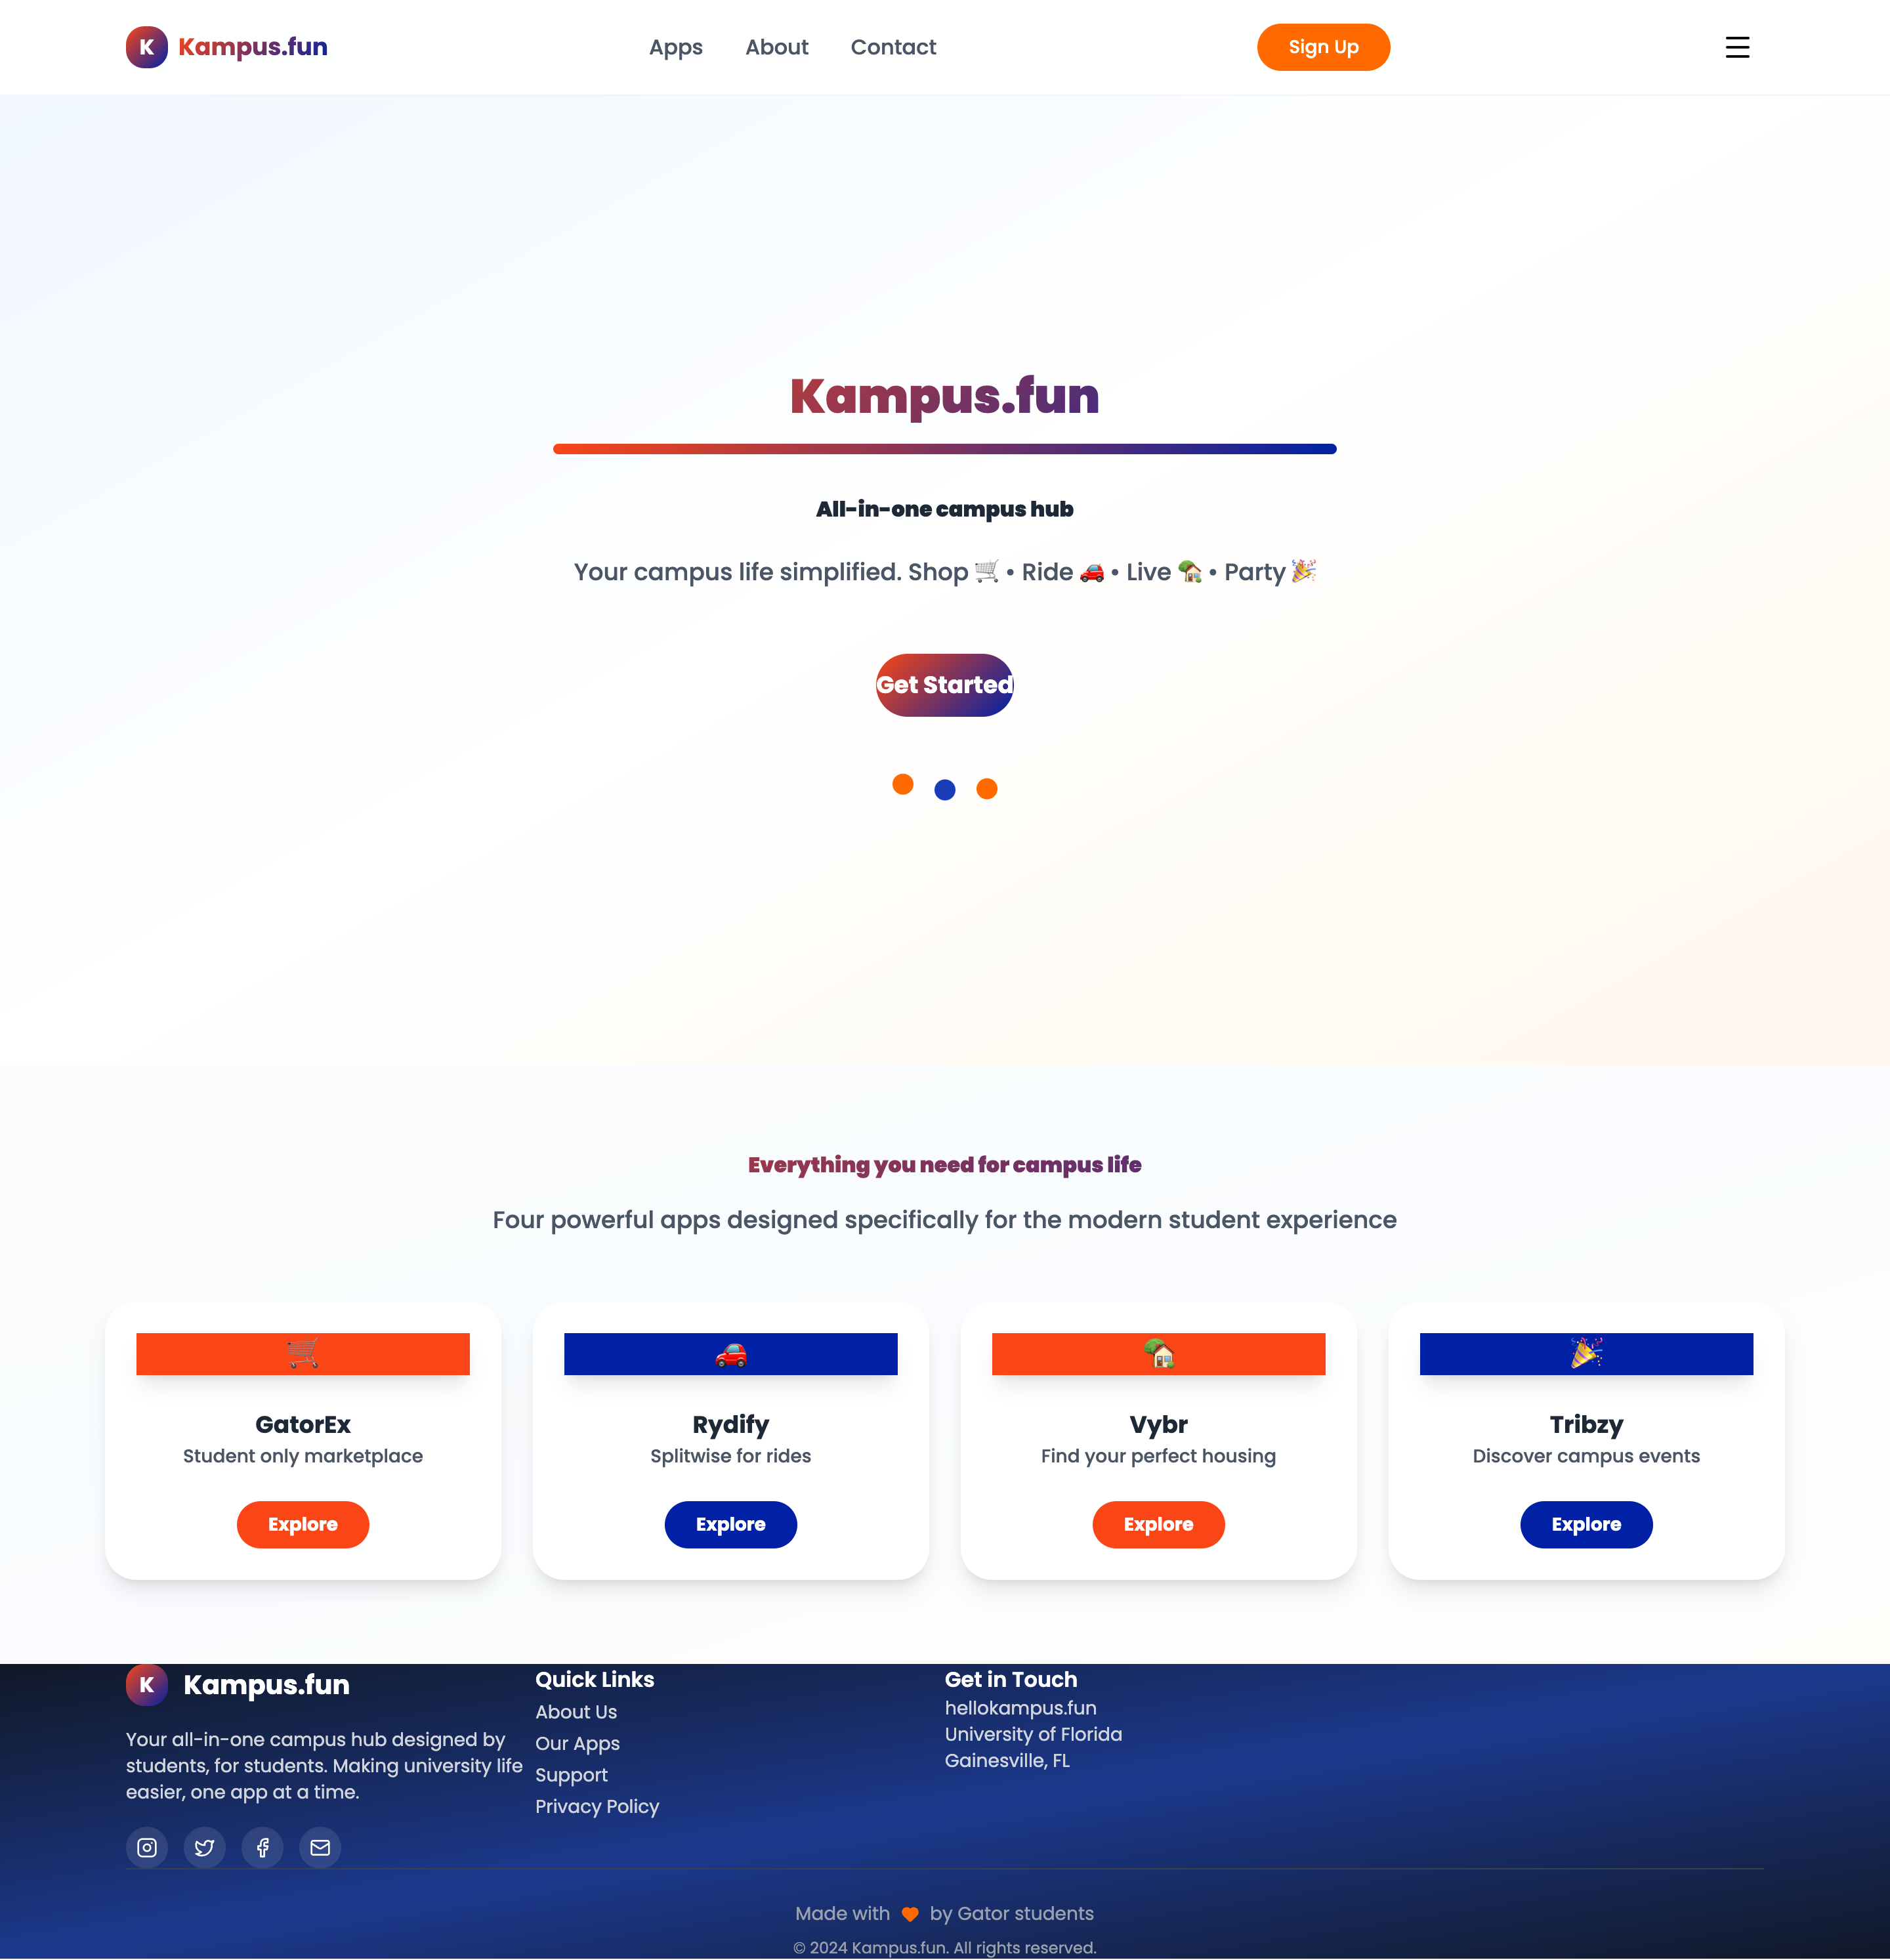 K Kampus.fun Apps About Contact Sign Up
Kampus.fun
All-in-one campus hub
Your campus life simplified. Shop 🛒 • Ride 🚗 • Live 🏡 • Party 🎉
Get Started
Everything you need for campus life
Four powerful apps designed specifically for the modern student experience
GatorEx
Student only marketplace
Explore
Rydify
Splitwise for rides
Explore
Vybr
Find your perfect housing
Explore
Tribzy
Discover campus events
Explore
K Kampus.fun
Your all-in-one campus hub designed by
students, for students. Making university life
easier, one app at a time.
Quick Links
About Us
Our Apps
Support
Privacy Policy
Get in Touch
hellokampus.fun
University of Florida
Gainesville, FL
Made with 🧡 by Gator students
© 2024 Kampus.fun. All rights reserved.